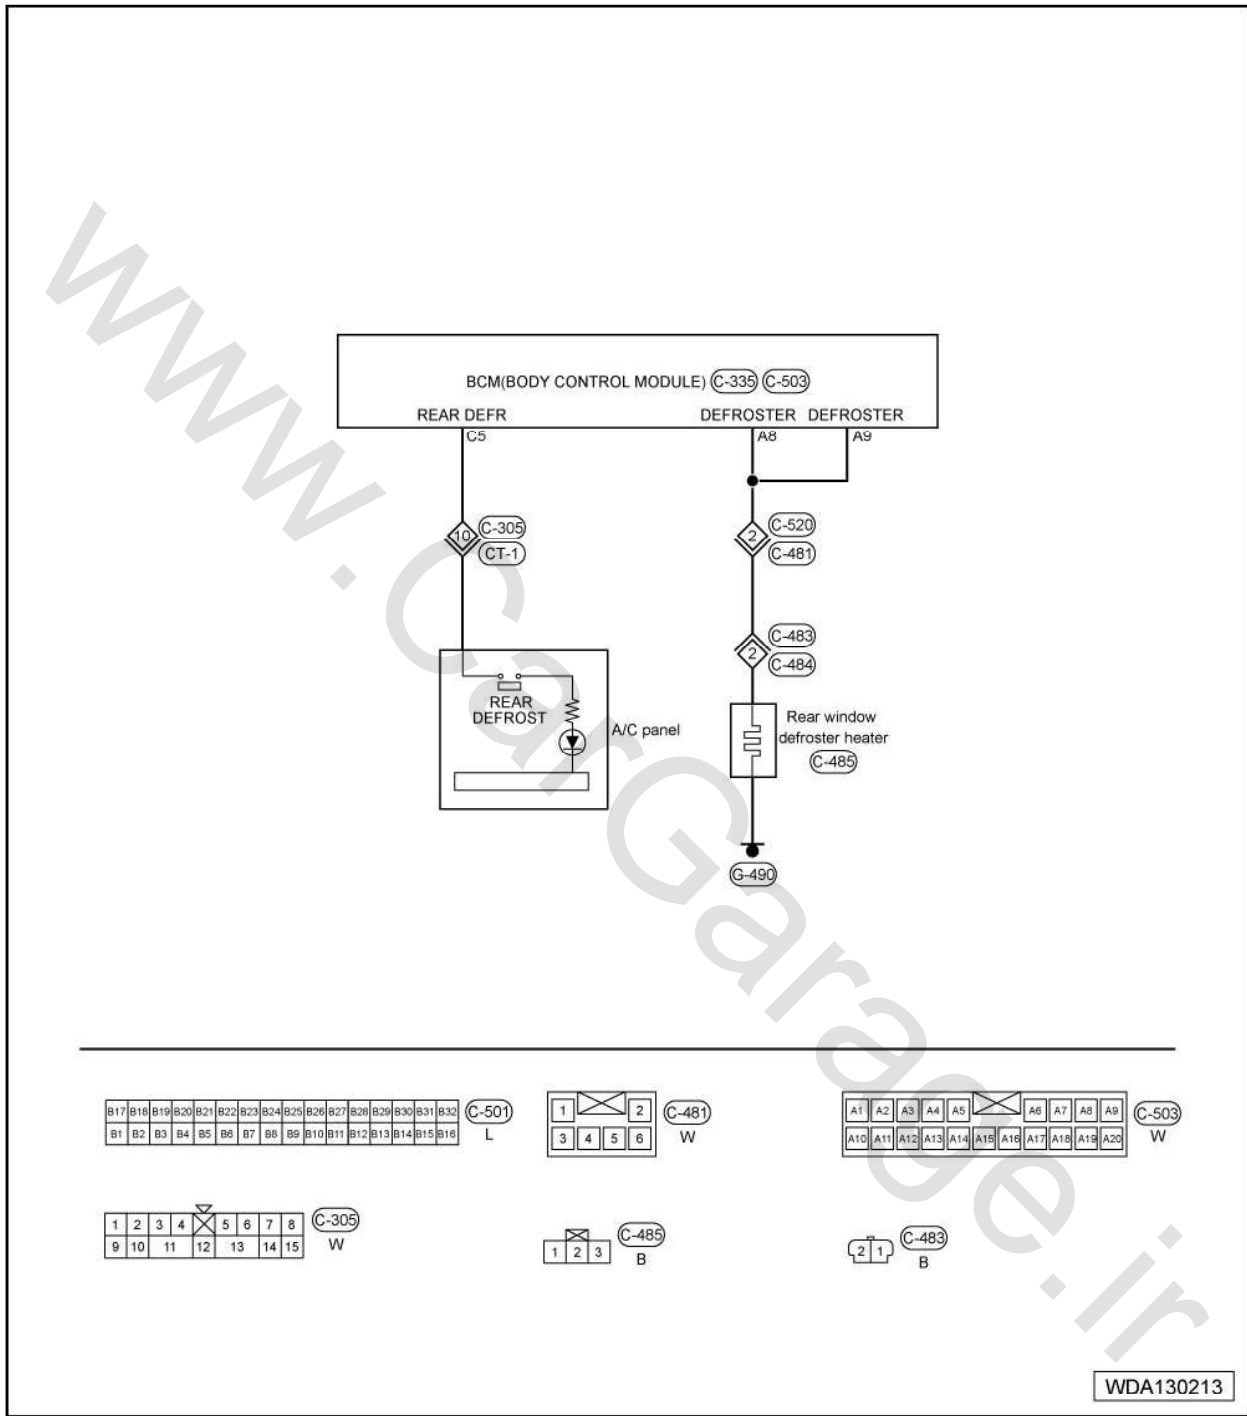 www.CarGarage.ir
BCM(BODY CONTROL MODULE) C-335 C-503
REAR DEFR DEFROSTER DEFROSTER
C5 A8 A9
10 C-305
CT-1
2 C-520
C-481
C-483
2 C-484
REAR
DEFROST
A/C panel
Rear window
defroster heater
C-485
G-490
B17 B18 B19 B20 B21 B22 B23 B24 B25 B26 B27 B28 B29 B30 B31 B32 C-501
B1 B2 B3 B4 B5 B6 B7 B8 B9 B10 B11 B12 B13 B14 B15 B16 L
1 2 C-481
3 4 5 6 W
A1 A2 A3 A4 A5 A6 A7 A8 A9 C-503
A10 A11 A12 A13 A14 A15 A16 A17 A18 A19 A20 W
1 2 3 4 5 6 7 8 C-305
9 10 11 12 13 14 15 W
C-485
1 2 3 B
C-483
2 1 B
WDA130213